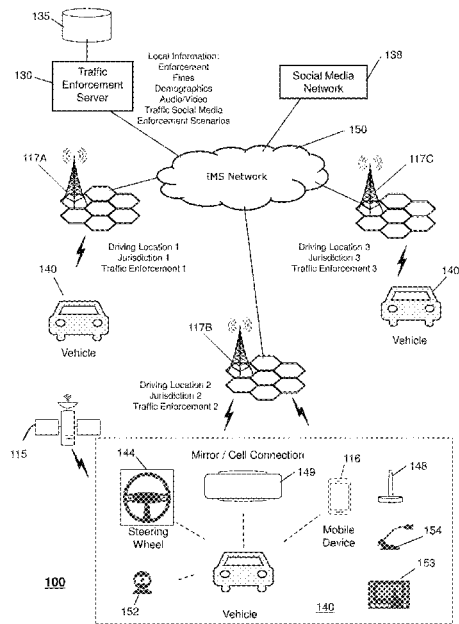 135
136
Traffic
Enforcement
Server
Local Information:
Enforcement
Fines
Demographics
Audio/Video
Traffic Social Media
Enforcement Scenarios
Social Media
Network
138
150
117A
IMS Network
117C
Driving Location 1
Jurisdiction 1
Traffic Enforcement 1
Driving Location 3
Jurisdiction 3
Traffic Enforcement 3
140
Vehicle
140
Vehicle
117B
Driving Location 2
Jurisdiction 2
Traffic Enforcement 2
115
144
Mirror / Cell Connection
149
116
148
Steering
Wheel
Mobile
Device
154
153
100
152
Vehicle
140